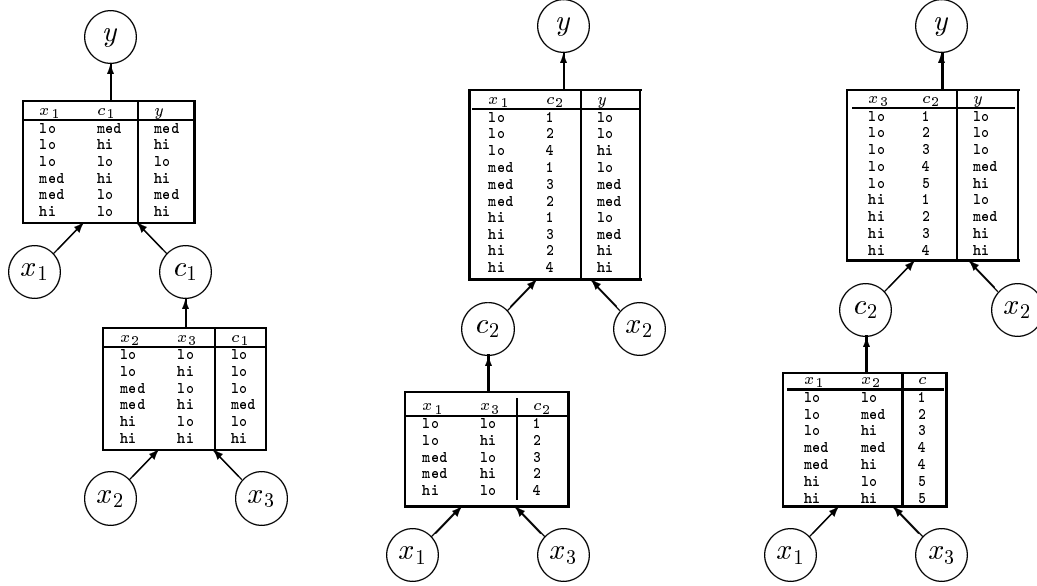 y
x₁ c₁ y
lo med med
lo hi hi
lo lo lo
med hi hi
med lo med
hi lo hi
x₁ c₁
x₂ x₃ c₁
lo lo lo
lo hi lo
med lo lo
med hi med
hi lo lo
hi hi hi
x₂ x₃
y
x₁ c₂ y
lo 1 lo
lo 2 lo
lo 4 hi
med 1 lo
med 3 med
med 2 med
hi 1 lo
hi 3 med
hi 2 hi
hi 4 hi
c₂ x₂
x₁ x₃ c₂
lo lo 1
lo hi 2
med lo 3
med hi 2
hi lo 4
x₁ x₃
y
x₃ c₂ y
lo 1 lo
lo 2 lo
lo 3 lo
lo 4 med
lo 5 hi
hi 1 lo
hi 2 med
hi 3 hi
hi 4 hi
c₂ x₂
x₁ x₂ c
lo lo 1
lo med 2
lo hi 3
med med 4
med hi 4
hi lo 5
hi hi 5
x₁ x₃